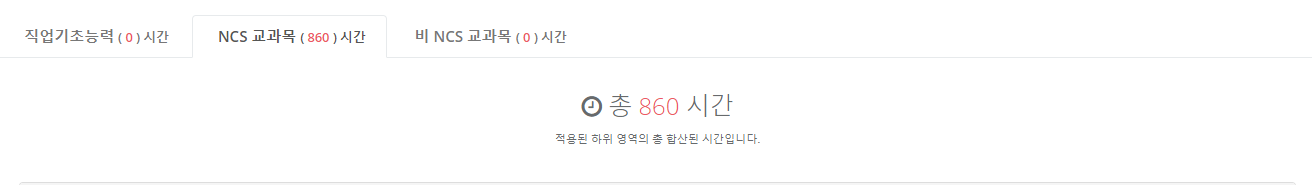 직업기초능력 ( 0 ) 시간 NCS 교과목 ( 860 ) 시간 비 NCS 교과목 ( 0 ) 시간
총 860 시간
적용된 하위 영역의 총 합산된 시간입니다.